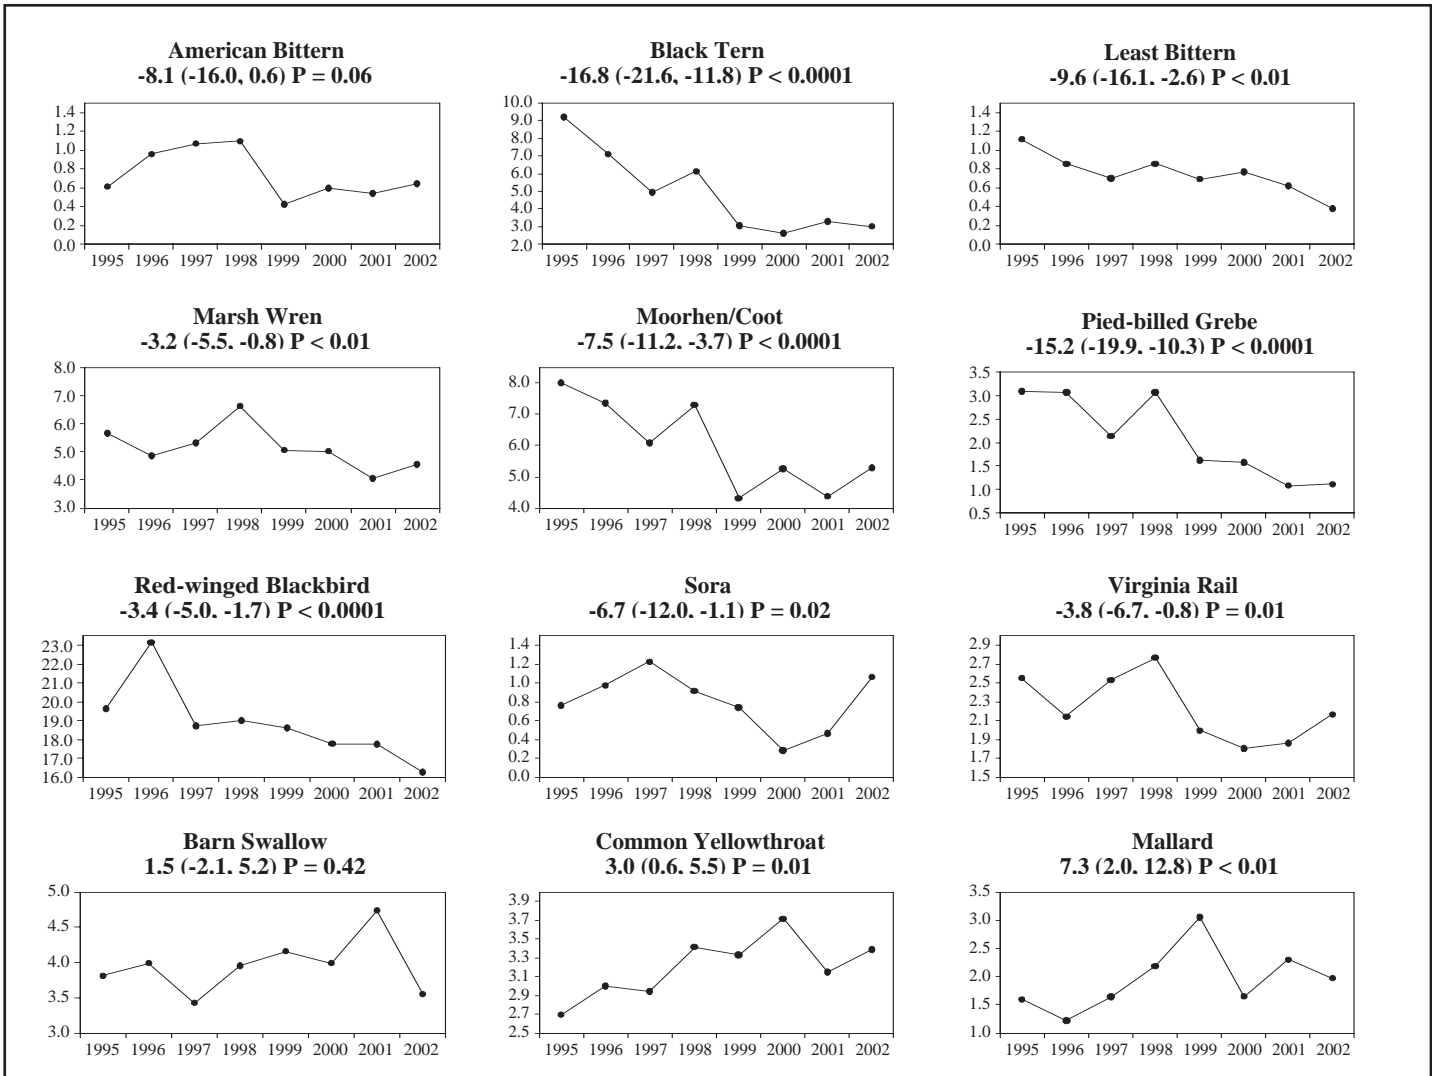 American Bittern
-8.1 (-16.0, 0.6) P = 0.06
1.4
1.2
1.0
0.8
0.6
0.4
0.2
0.0
1995 1996 1997 1998 1999 2000 2001 2002
Black Tern
-16.8 (-21.6, -11.8) P < 0.0001
10.0
9.0
8.0
7.0
6.0
5.0
4.0
3.0
2.0
1995 1996 1997 1998 1999 2000 2001 2002
Least Bittern
-9.6 (-16.1, -2.6) P < 0.01
1.4
1.2
1.0
0.8
0.6
0.4
0.2
0.0
1995 1996 1997 1998 1999 2000 2001 2002
Marsh Wren
-3.2 (-5.5, -0.8) P < 0.01
8.0
7.0
6.0
5.0
4.0
3.0
1995 1996 1997 1998 1999 2000 2001 2002
Moorhen/Coot
-7.5 (-11.2, -3.7) P < 0.0001
8.0
7.0
6.0
5.0
4.0
1995 1996 1997 1998 1999 2000 2001 2002
Pied-billed Grebe
-15.2 (-19.9, -10.3) P < 0.0001
3.5
3.0
2.5
2.0
1.5
1.0
0.5
1995 1996 1997 1998 1999 2000 2001 2002
Red-winged Blackbird
-3.4 (-5.0, -1.7) P < 0.0001
23.0
22.0
21.0
20.0
19.0
18.0
17.0
16.0
1995 1996 1997 1998 1999 2000 2001 2002
Sora
-6.7 (-12.0, -1.1) P = 0.02
1.4
1.2
1.0
0.8
0.6
0.4
0.2
0.0
1995 1996 1997 1998 1999 2000 2001 2002
Virginia Rail
-3.8 (-6.7, -0.8) P = 0.01
2.9
2.7
2.5
2.3
2.1
1.9
1.7
1.5
1995 1996 1997 1998 1999 2000 2001 2002
Barn Swallow
1.5 (-2.1, 5.2) P = 0.42
5.0
4.5
4.0
3.5
3.0
1995 1996 1997 1998 1999 2000 2001 2002
Common Yellowthroat
3.0 (0.6, 5.5) P = 0.01
3.9
3.7
3.5
3.3
3.1
2.9
2.7
2.5
1995 1996 1997 1998 1999 2000 2001 2002
Mallard
7.3 (2.0, 12.8) P < 0.01
3.5
3.0
2.5
2.0
1.5
1.0
1995 1996 1997 1998 1999 2000 2001 2002